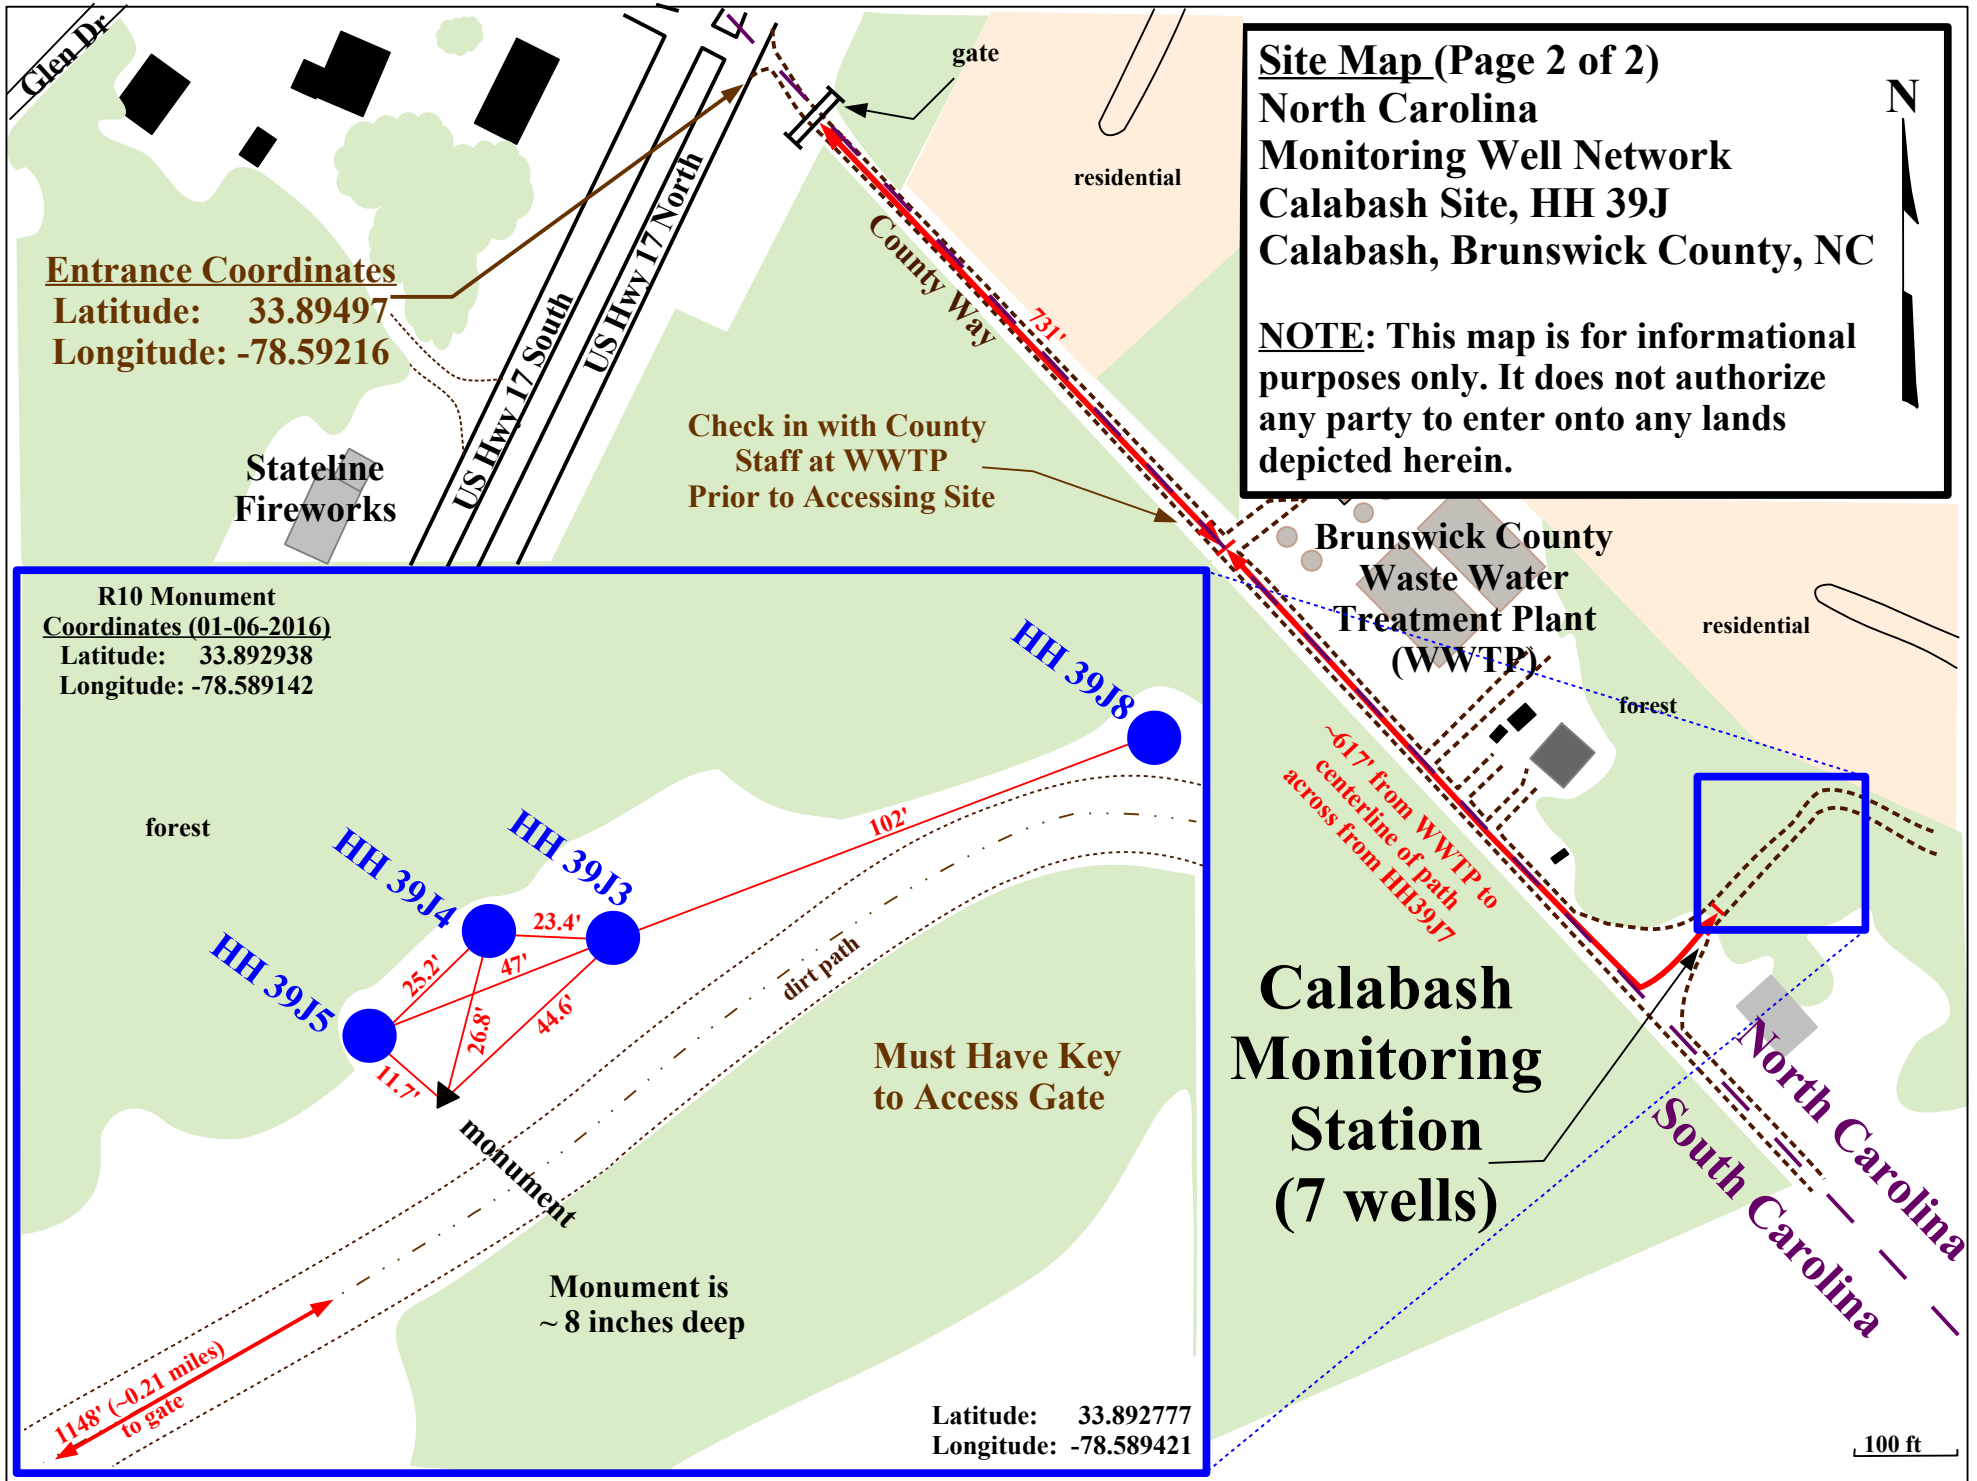 Glen Dr
gate
Site Map (Page 2 of 2)
North Carolina
Monitoring Well Network
Calabash Site, HH 39J
Calabash, Brunswick County, NC
NOTE: This map is for informational
purposes only. It does not authorize
any party to enter onto any lands
depicted herein.
N
residential
Entrance Coordinates
Latitude: 33.89497
Longitude: -78.59216
US Hwy 17 South
US Hwy 17 North
County Way
731'
Check in with County
Staff at WWTP
Prior to Accessing Site
Stateline
Fireworks
Brunswick County
Waste Water
Treatment Plant
(WWTP)
residential
forest
~617' from WWTP to
centerline of path
across from HH39J7
Calabash
Monitoring
Station
(7 wells)
North Carolina
South Carolina
100 ft
R10 Monument
Coordinates (01-06-2016)
Latitude: 33.892938
Longitude: -78.589142
HH 39J8
forest
HH 39J3
HH 39J4
HH 39J5
102'
23.4'
25.2'
47'
26.8'
44.6'
11.7'
dirt path
monument
Must Have Key
to Access Gate
Monument is
~ 8 inches deep
1148' (~0.21 miles)
to gate
Latitude: 33.892777
Longitude: -78.589421